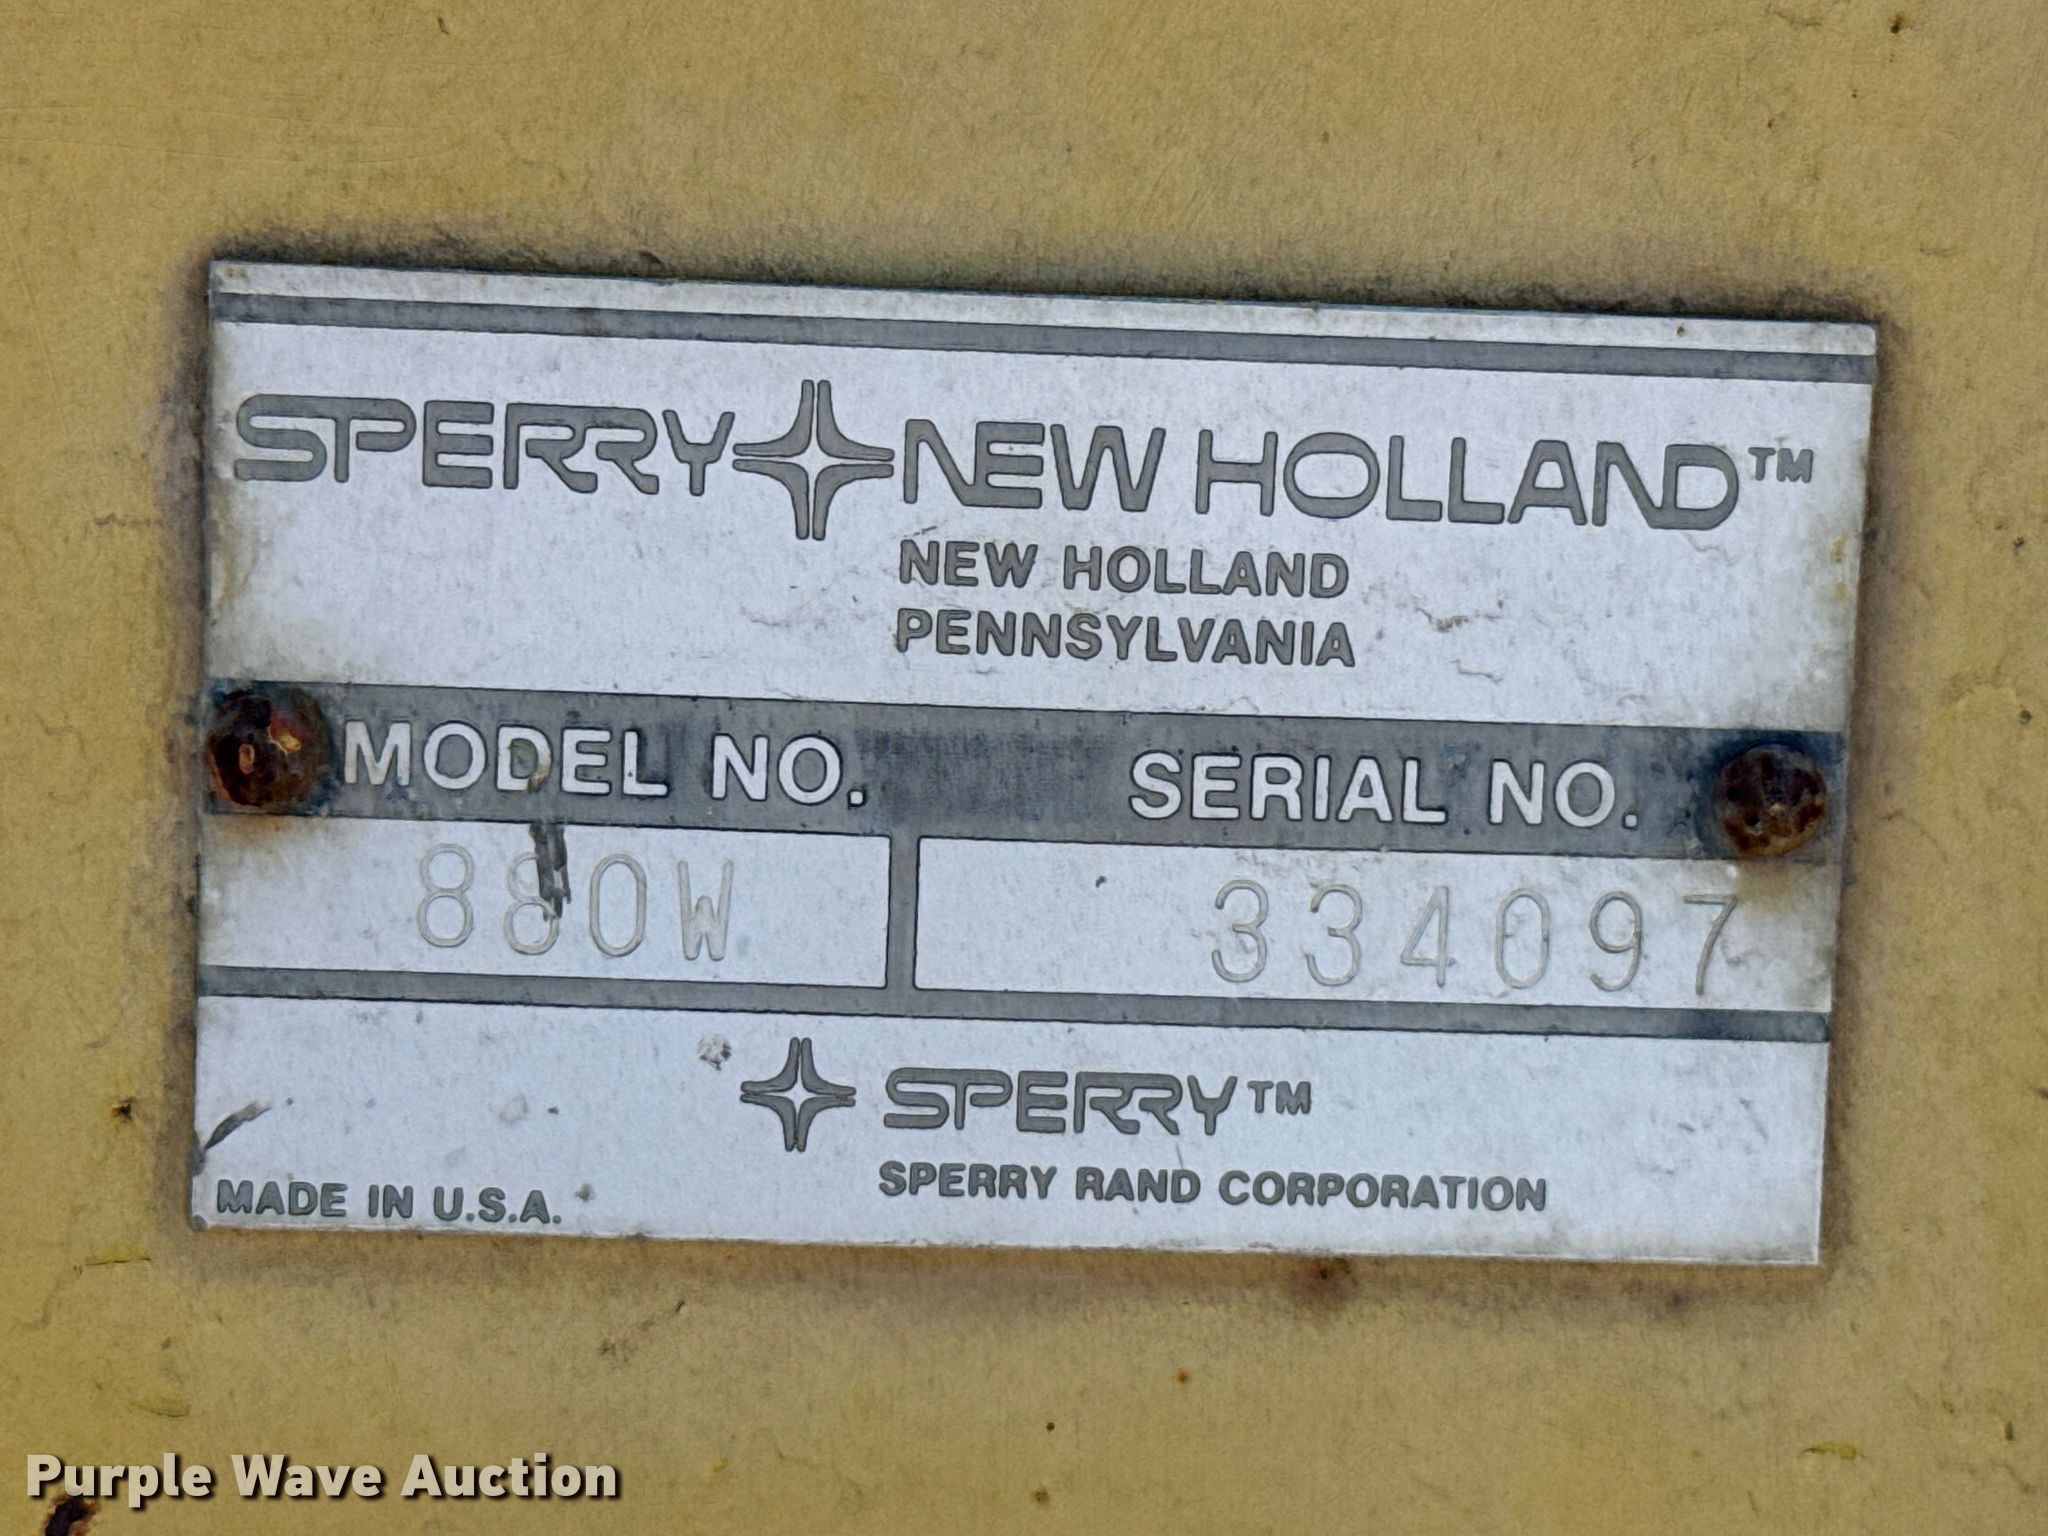 SPERRY NEW HOLLAND™
NEW HOLLAND
PENNSYLVANIA
MODEL NO. SERIAL NO.
880W 334097
SPERRY™
SPERRY RAND CORPORATION
MADE IN U.S.A.
Purple Wave Auction